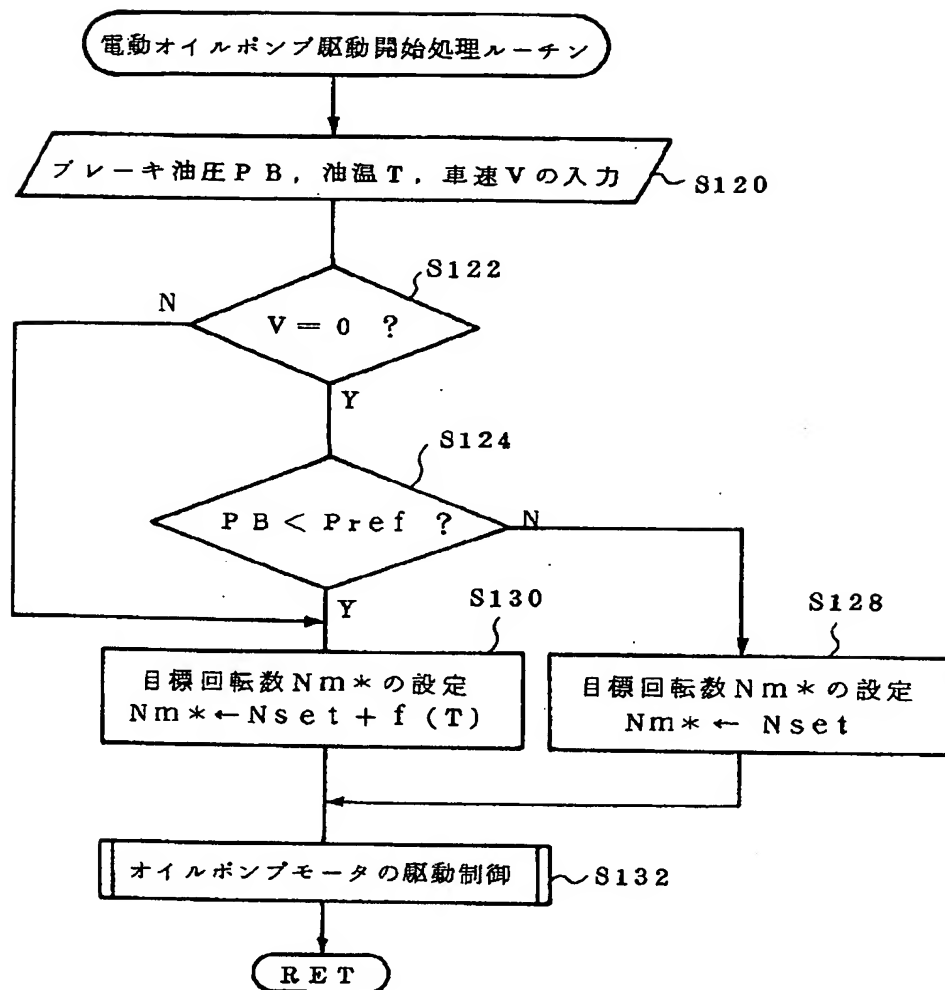 電動オイルポンプ駆動開始処理ルーチン
ブレーキ油圧PB，油温T，車速Vの入力
S120
S122
N
V＝0 ？
Y
S124
PB＜Pref ？
N
Y
S130
S128
目標回転数Nm＊の設定
Nm＊←Nset＋f（T）
目標回転数Nm＊の設定
Nm＊← Nset
オイルポンプモータの駆動制御
S132
RET